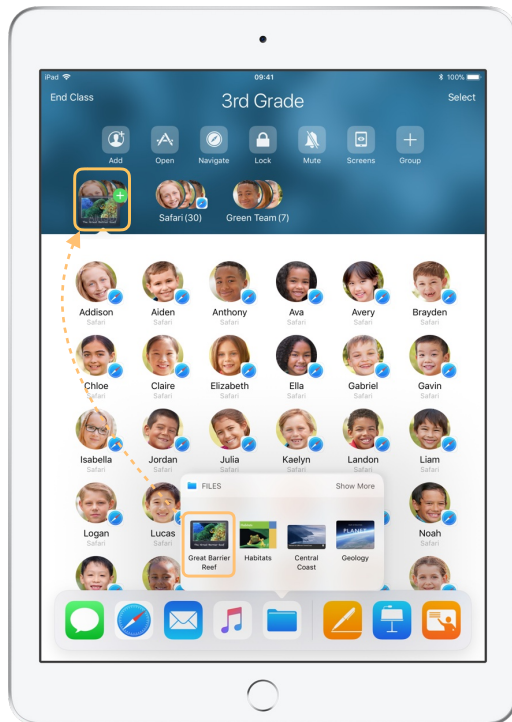 iPad 09:41 100%
End Class 3rd Grade Select
Add Open Navigate Lock Mute Screens Group
Safari (30) Green Team (7)
Addison Aiden Anthony Ava Avery Brayden
Safari Safari Safari Safari Safari Safari
Chloe Claire Elizabeth Ella Gabriel Gavin
Safari Safari Safari Safari Safari Safari
Isabella Jordan Julia Kaelyn Landon Liam
Safari Safari Safari Safari Safari Safari
FILES Show More
Logan Lucas Noah
Safari Safari Safari
Great Barrier Habitats Central Geology
Reef Coast